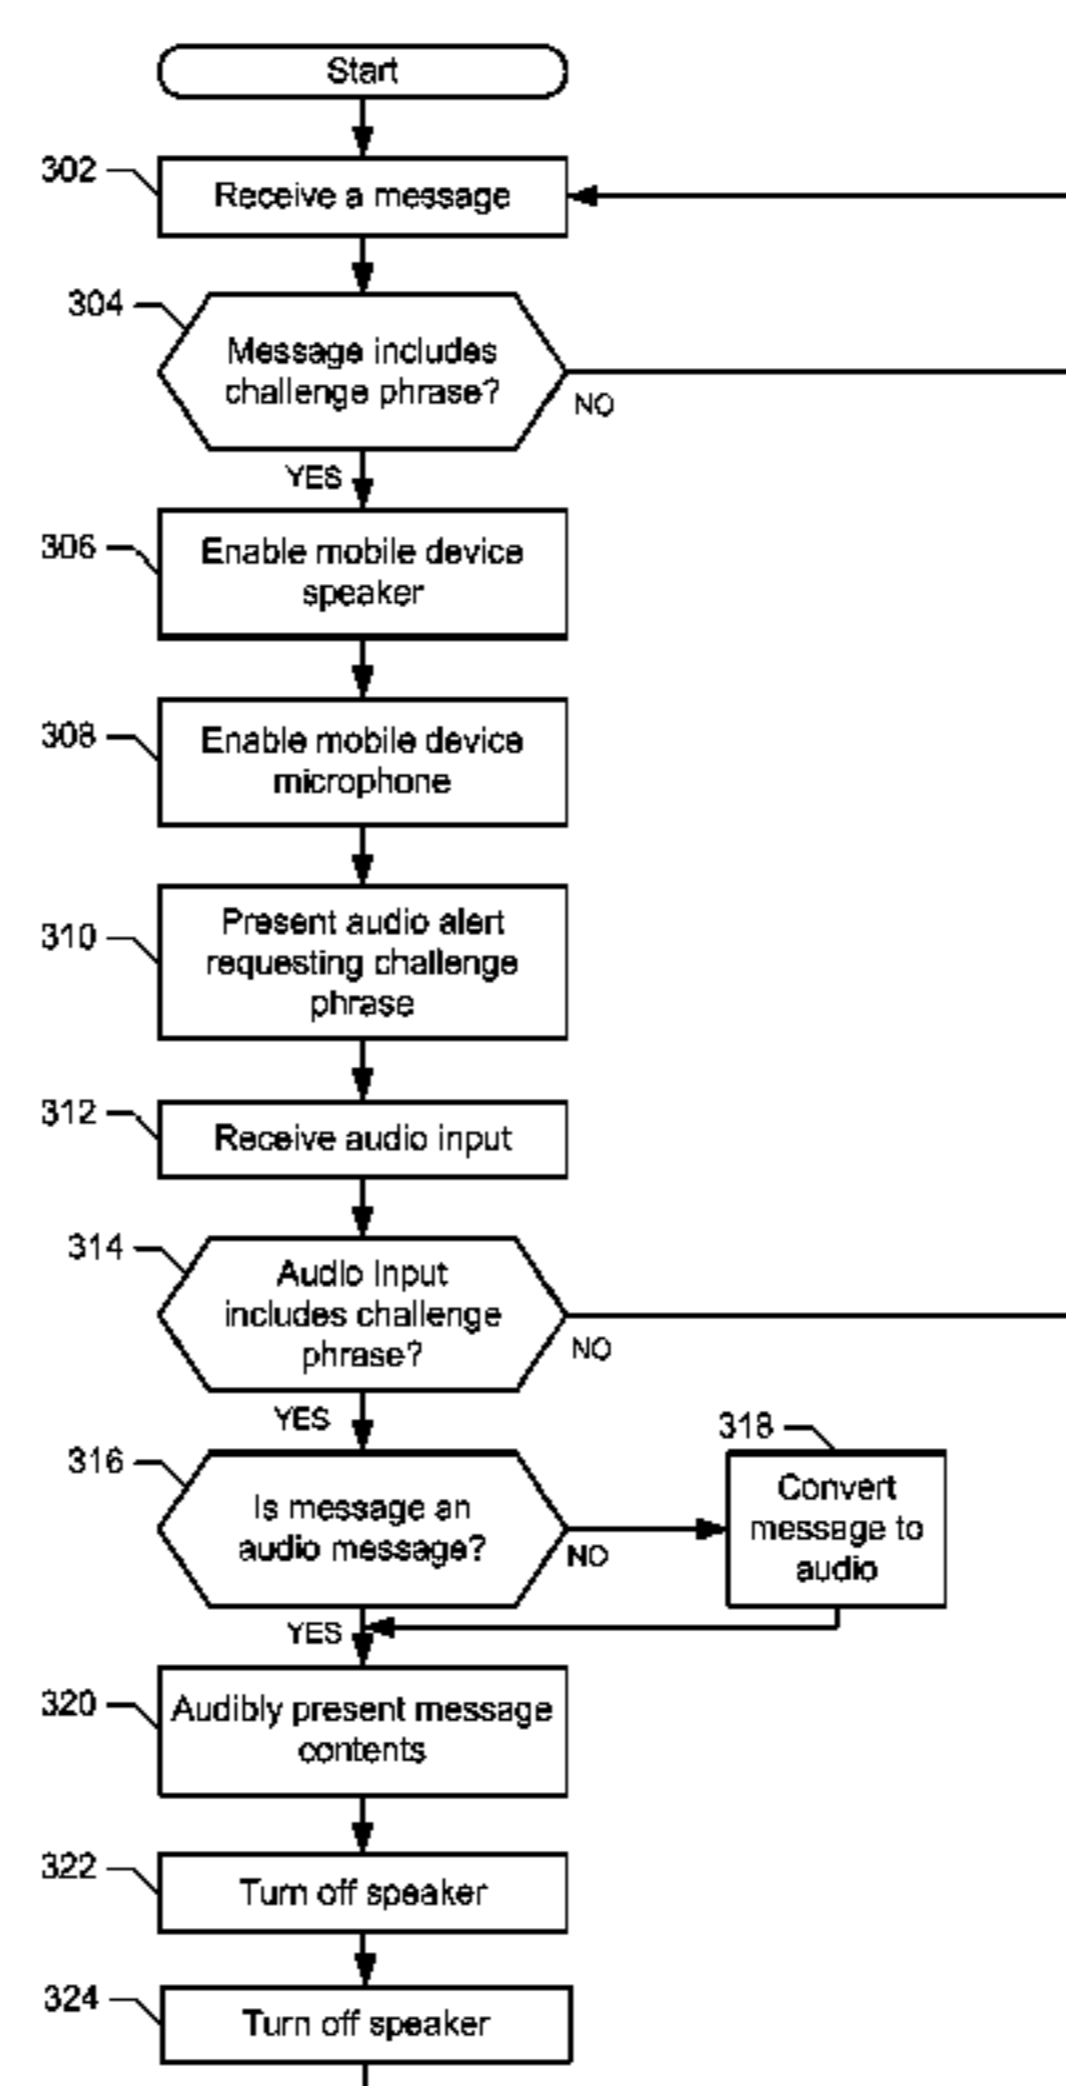 Start
302
Receive a message
304
Message includes
challenge phrase?
NO
YES
306
Enable mobile device
speaker
308
Enable mobile device
microphone
310
Present audio alert
requesting challenge
phrase
312
Receive audio input
314
Audio Input
includes challenge
phrase?
NO
YES
316
Is message an
audio message?
NO
318
Convert
message to
audio
YES
320
Audibly present message
contents
322
Turn off speaker
324
Turn off speaker